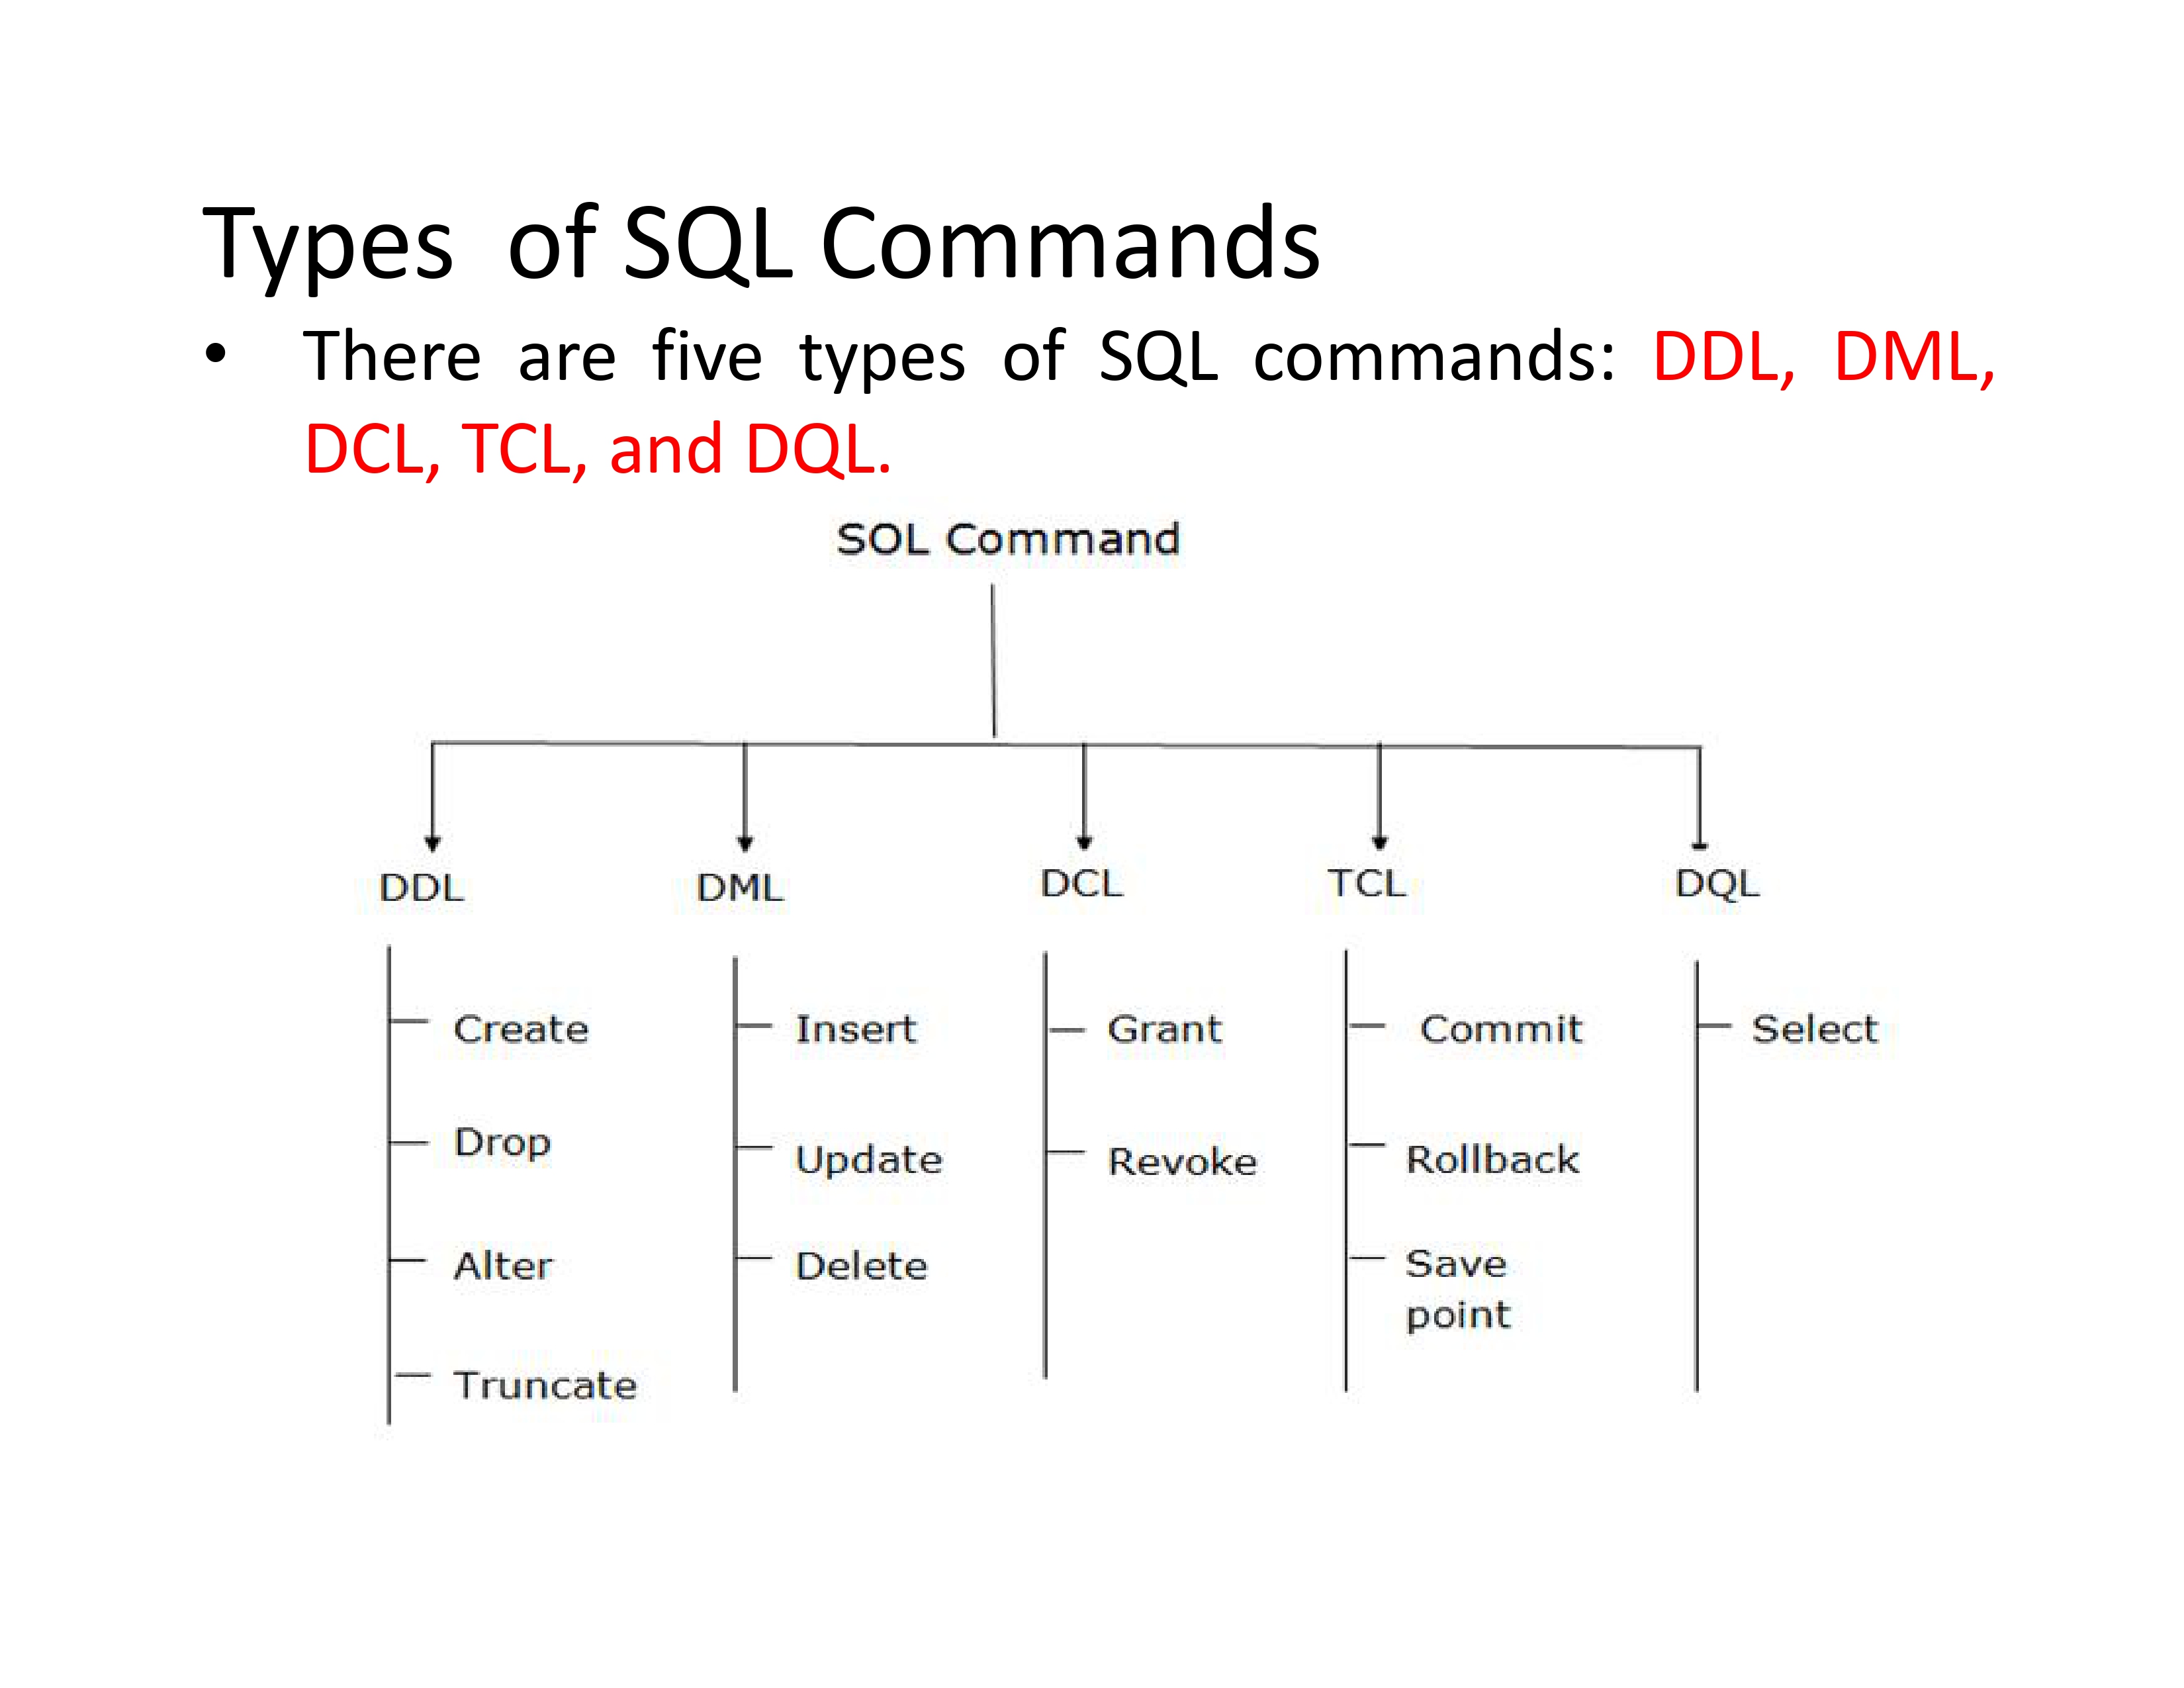 Types of SQL Commands
• There are five types of SQL commands: DDL, DML,
DCL, TCL, and DQL.
SOL Command
DDL
DML
DCL
TCL
DQL
Create
Drop
Alter
Truncate
Insert
Update
Delete
Grant
Revoke
Commit
Rollback
Save
point
Select